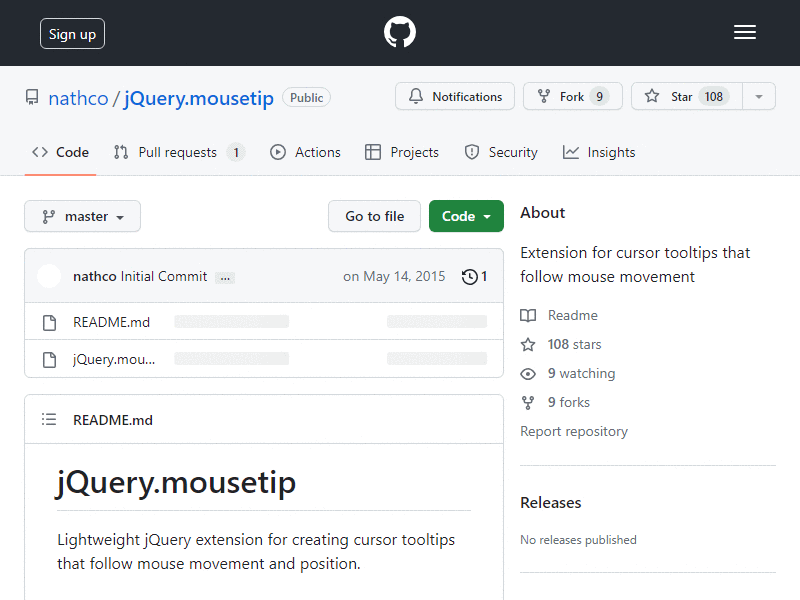 Sign up
nathco / jQuery.mousetip Public
Notifications Fork 9 Star 108
Code Pull requests 1 Actions Projects Security Insights
master Go to file Code
nathco Initial Commit ... on May 14, 2015 1
README.md
jQuery.mou...
README.md
jQuery.mousetip
Lightweight jQuery extension for creating cursor tooltips
that follow mouse movement and position.
About
Extension for cursor tooltips that
follow mouse movement
Readme
108 stars
9 watching
9 forks
Report repository
Releases
No releases published